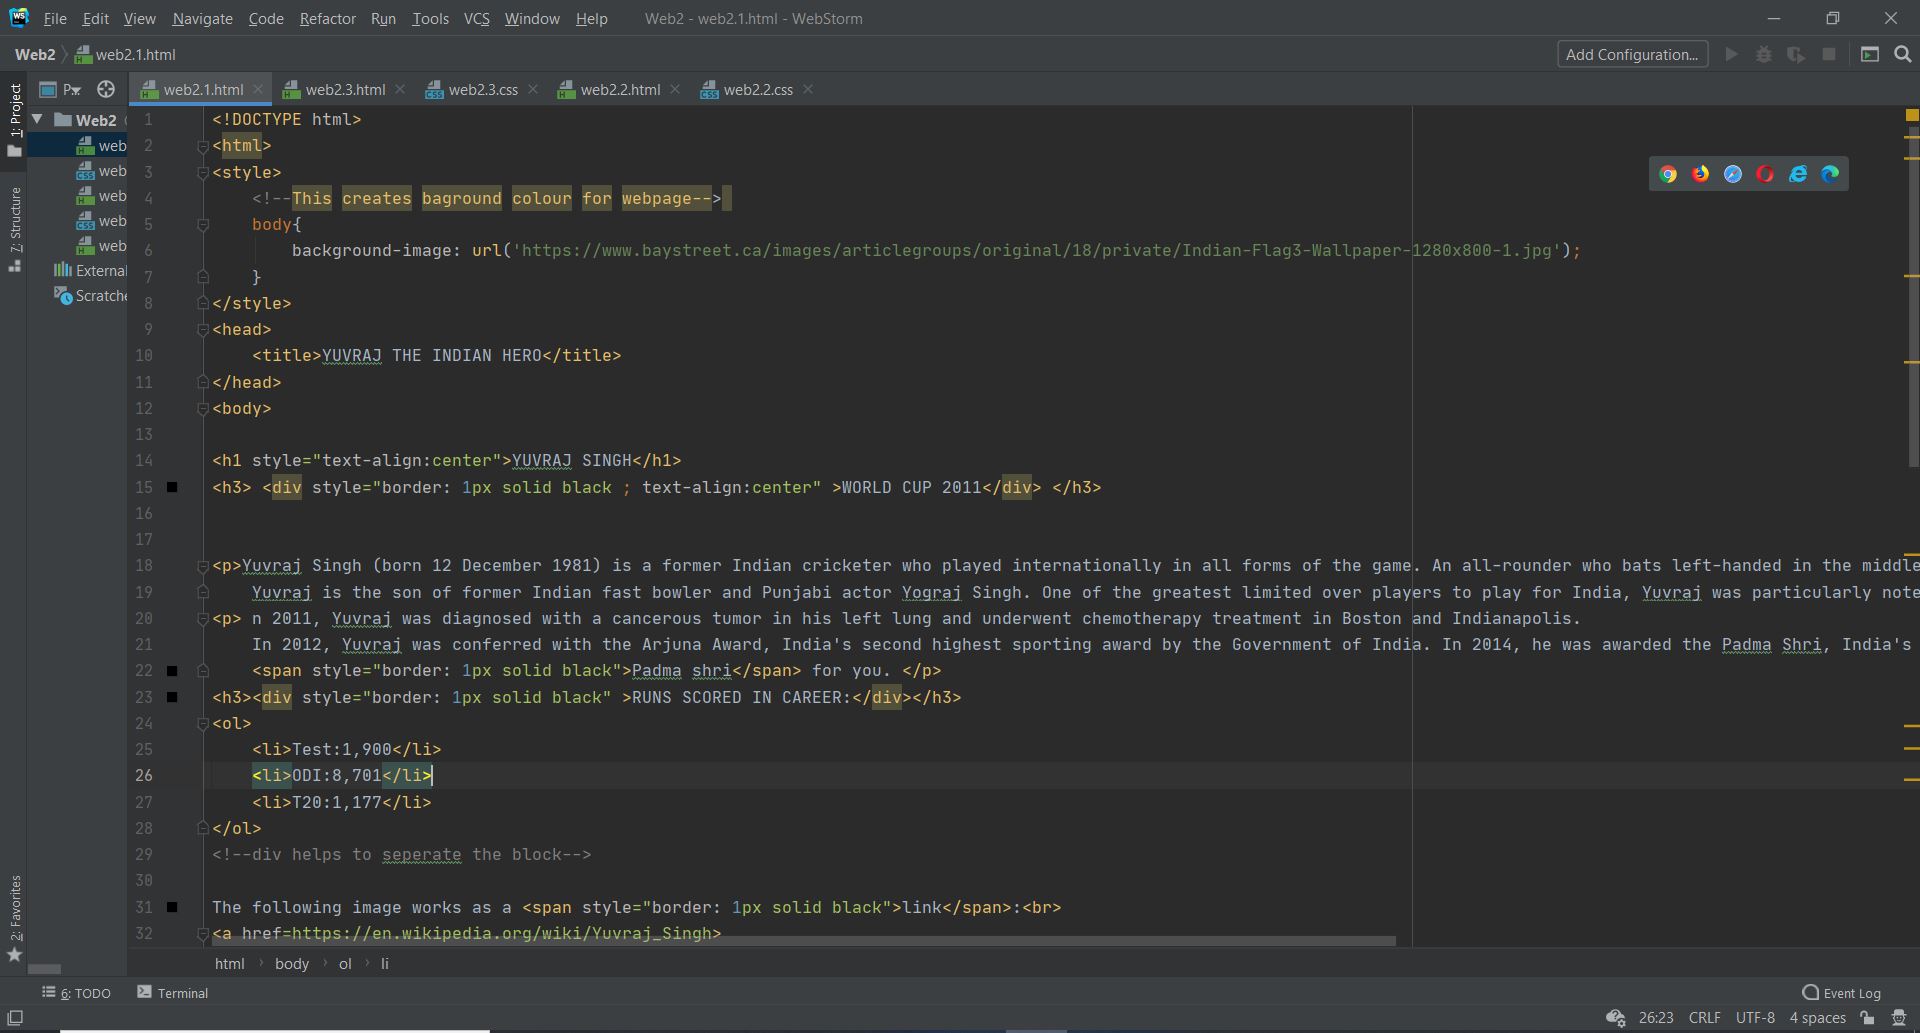 File Edit View Navigate Code Refactor Run Tools VCS Window Help Web2 - web2.1.html - WebStorm
Web2 web2.1.html Add Configuration...
P web2.1.html web2.3.html web2.3.css web2.2.html web2.2.css
1: Project
7: Structure
2: Favorites
Web2
web
web
web
web
web
External
Scratche
1 <!DOCTYPE html>
2 <html>
3 <style>
4 <!--This creates baground colour for webpage-->
5 body{
6 background-image: url('https://www.baystreet.ca/images/articlegroups/original/18/private/Indian-Flag3-Wallpaper-1280x800-1.jpg');
7 }
8 </style>
9 <head>
10 <title>YUVRAJ THE INDIAN HERO</title>
11 </head>
12 <body>
13
14 <h1 style="text-align:center">YUVRAJ SINGH</h1>
15 <h3> <div style="border: 1px solid black ; text-align:center" >WORLD CUP 2011</div> </h3>
16
17
18 <p>Yuvraj Singh (born 12 December 1981) is a former Indian cricketer who played internationally in all forms of the game. An all-rounder who bats left-handed in the middle
19 Yuvraj is the son of former Indian fast bowler and Punjabi actor Yograj Singh. One of the greatest limited over players to play for India, Yuvraj was particularly note
20 <p> n 2011, Yuvraj was diagnosed with a cancerous tumor in his left lung and underwent chemotherapy treatment in Boston and Indianapolis.
21 In 2012, Yuvraj was conferred with the Arjuna Award, India's second highest sporting award by the Government of India. In 2014, he was awarded the Padma Shri, India's
22 <span style="border: 1px solid black">Padma shri</span> for you. </p>
23 <h3><div style="border: 1px solid black" >RUNS SCORED IN CAREER:</div></h3>
24 <ol>
25 <li>Test:1,900</li>
26 <li>ODI:8,701</li>
27 <li>T20:1,177</li>
28 </ol>
29 <!--div helps to seperate the block-->
30
31 The following image works as a <span style="border: 1px solid black">link</span>:<br>
32 <a href=https://en.wikipedia.org/wiki/Yuvraj_Singh>
html body ol li
6: TODO Terminal Event Log
26:23 CRLF UTF-8 4 spaces